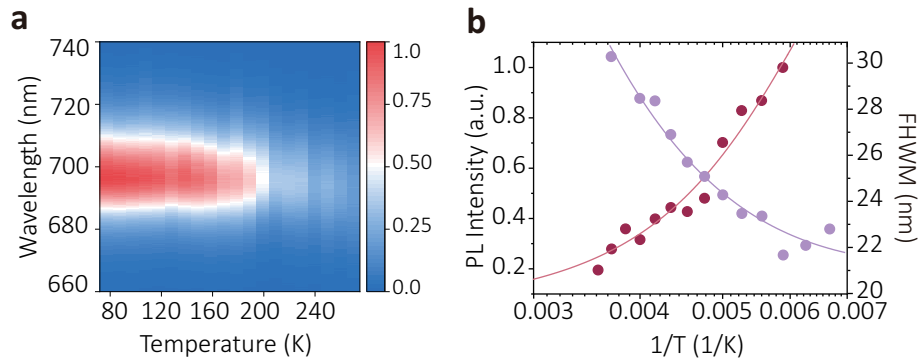 a
740
720
700
680
660
Wavelength (nm)
80 120 160 200 240
Temperature (K)
1.0
0.75
0.50
0.25
0.0
b
1.0
0.8
0.6
0.4
0.2
PL Intensity (a.u.)
0.003 0.004 0.005 0.006 0.007
1/T (1/K)
30
28
26
24
22
20
FHWM (nm)